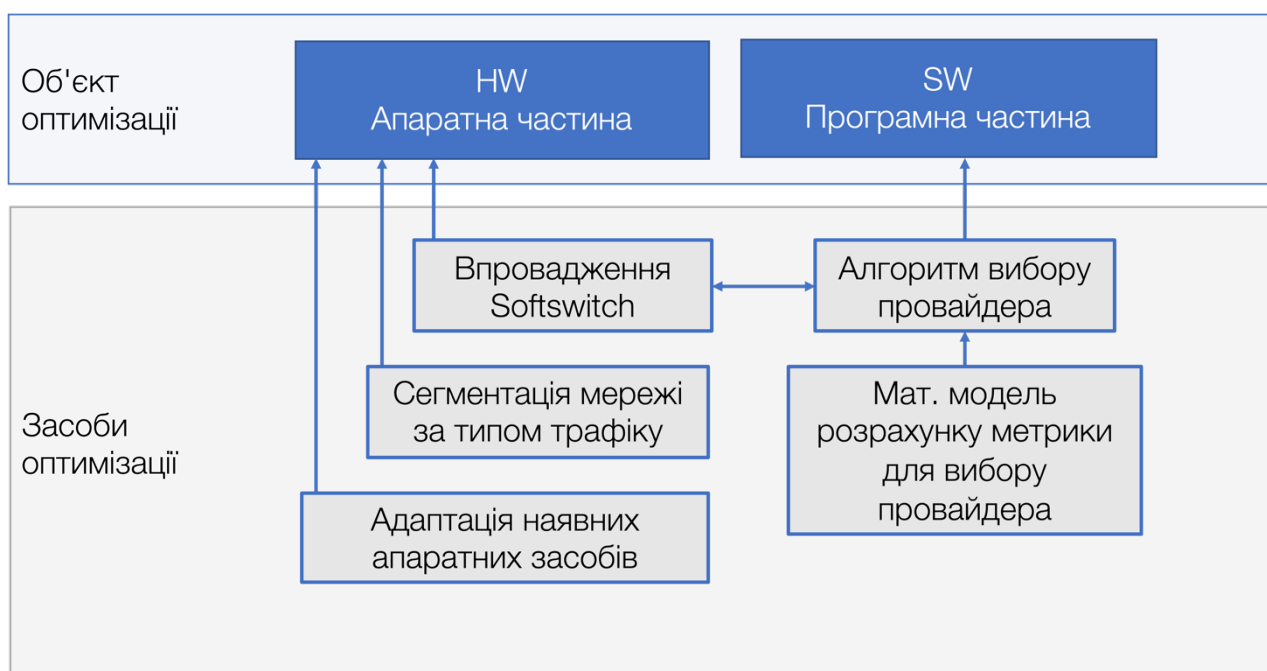 Об'єкт
оптимізації
HW
Апаратна частина
SW
Програмна частина
Засоби
оптимізації
Впровадження
Softswitch
Алгоритм вибору
провайдера
Сегментація мережі
за типом трафіку
Мат. модель
розрахунку метрики
для вибору
провайдера
Адаптація наявних
апаратних засобів